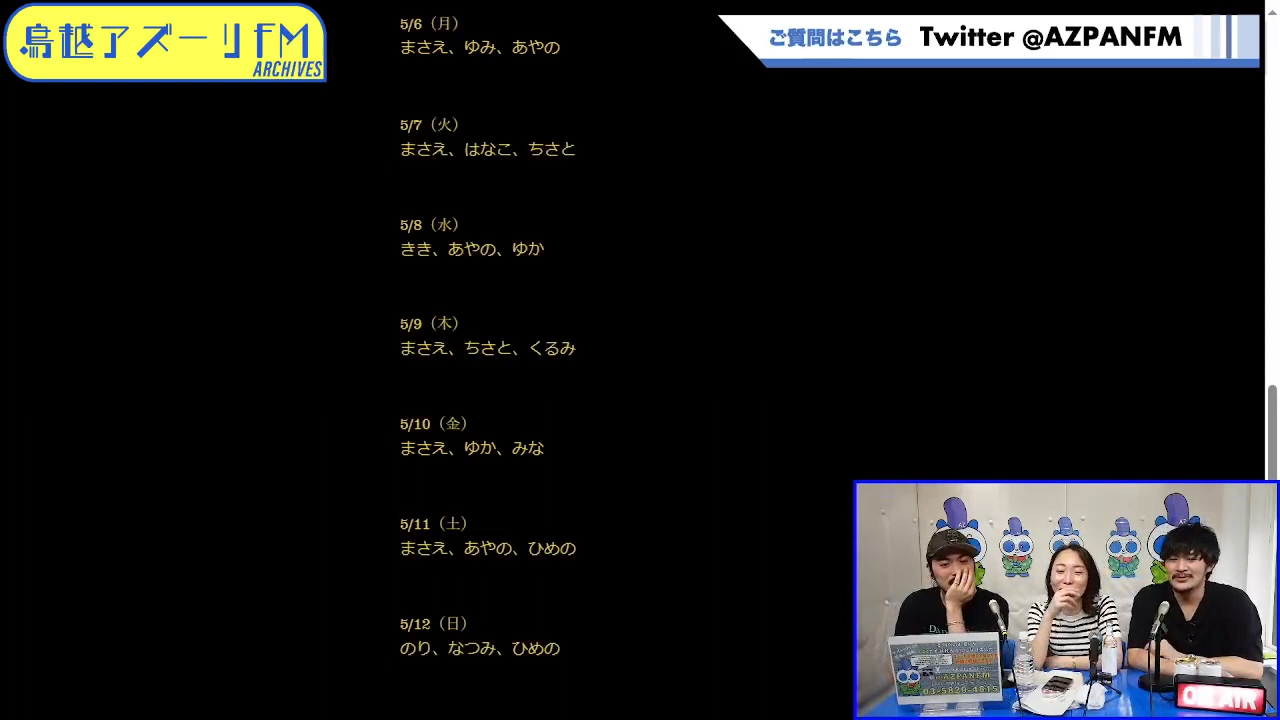 鳥越アズーリFM
ARCHIVES
ご質問はこちら Twitter @AZPANFM
5/6（月）
まさえ、ゆみ、あやの
5/7（火）
まさえ、はなこ、ちさと
5/8（水）
きき、あやの、ゆか
5/9（木）
まさえ、ちさと、くるみ
5/10（金）
まさえ、ゆか、みな
5/11（土）
まさえ、あやの、ひめの
5/12（日）
のり、なつみ、ひめの
AZPANFM
03-5820-4815
ON AIR